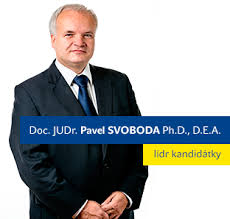 Doc. JUDr. Pavel SVOBODA Ph.D., D.E.A.
lídr kandidátky